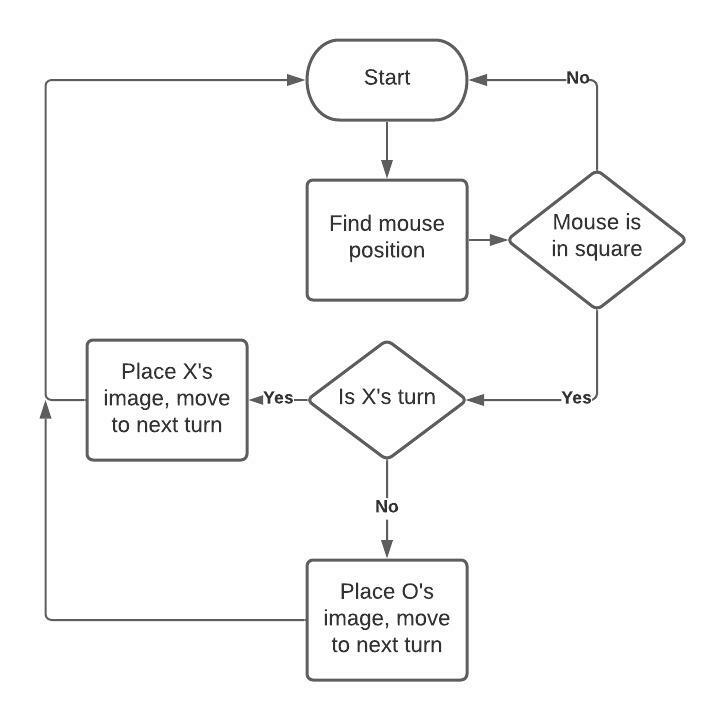 Start
No
Find mouse
position
Mouse is
in square
Place X's
image, move
to next turn
Yes
Is X's turn
Yes
No
Place O's
image, move
to next turn